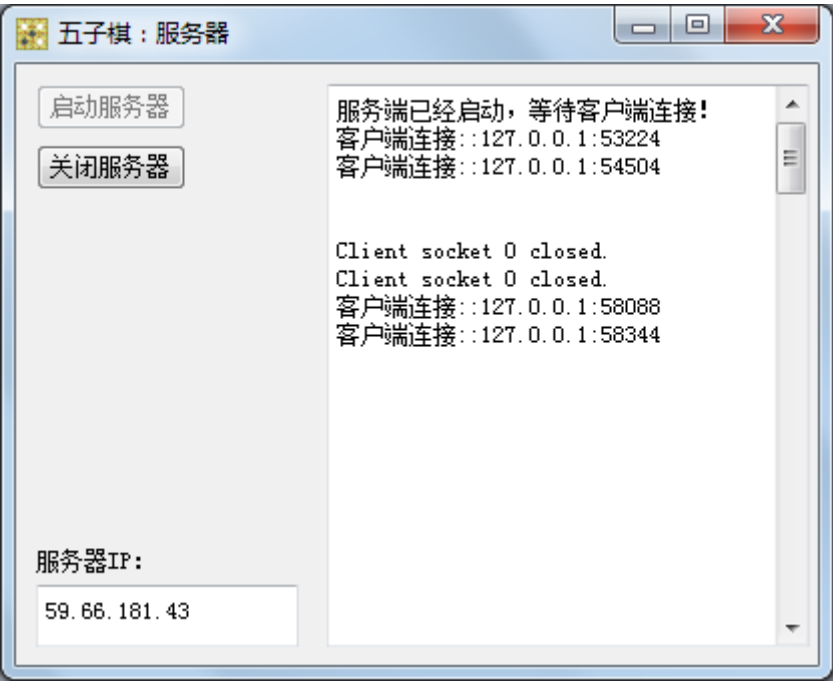 五子棋：服务器
启动服务器
关闭服务器
服务端已经启动，等待客户端连接！
客户端连接::127.0.0.1:53224
客户端连接::127.0.0.1:54504
Client socket 0 closed.
Client socket 0 closed.
客户端连接::127.0.0.1:58088
客户端连接::127.0.0.1:58344
服务器IP：
59.66.181.43